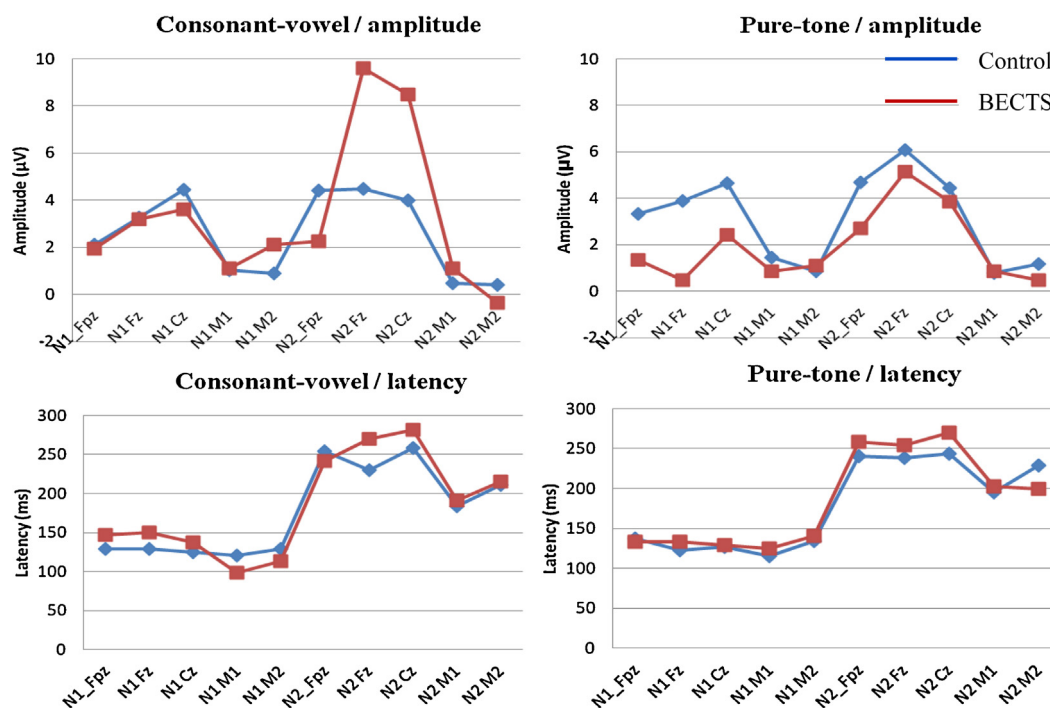 Consonant-vowel / amplitude
Amplitude (µV)
10
8
6
4
2
0
-2
N1_Fpz
N1 Fz
N1 Cz
N1 M1
N1 M2
N2_Fpz
N2 Fz
N2 Cz
N2 M1
N2 M2
Pure-tone / amplitude
Control
BECTS
Amplitude (µV)
10
8
6
4
2
0
-2
N1_Fpz
N1 Fz
N1 Cz
N1 M1
N1 M2
N2_Fpz
N2 Fz
N2 Cz
N2 M1
N2 M2
Consonant-vowel / latency
Latency (ms)
300
250
200
150
100
50
0
N1_Fpz
N1 Fz
N1 Cz
N1 M1
N1 M2
N2_Fpz
N2 Fz
N2 Cz
N2 M1
N2 M2
Pure-tone / latency
Latency (ms)
300
250
200
150
100
50
0
N1_Fpz
N1 Fz
N1 Cz
N1 M1
N1 M2
N2_Fpz
N2 Fz
N2 Cz
N2 M1
N2 M2